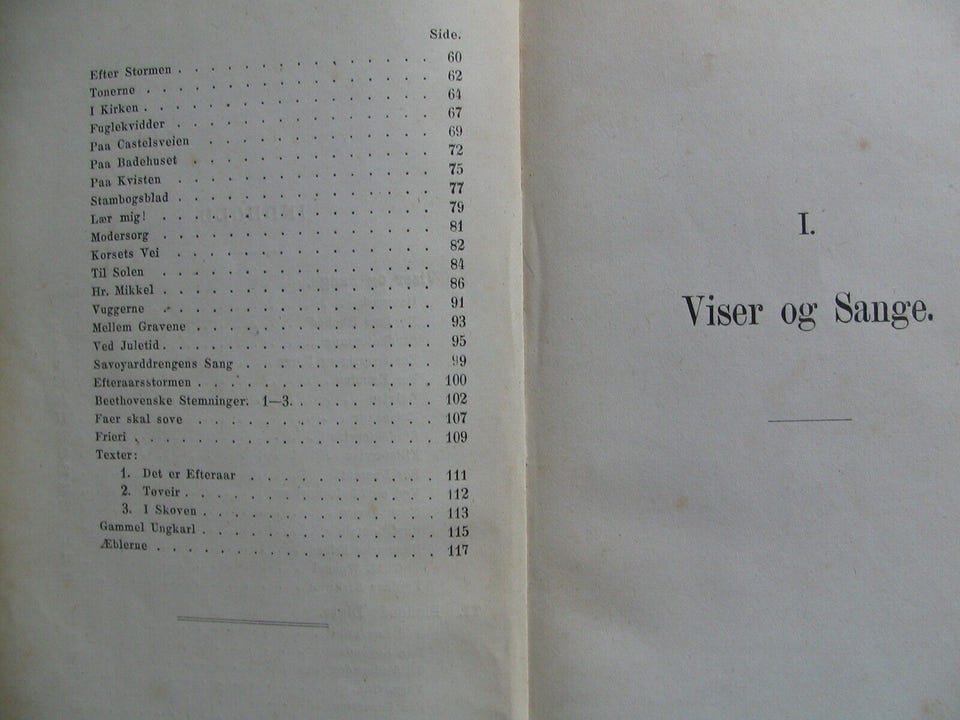 Side.
Efter Stormen . . . . . . . . . . . . . 60
Tonerne . . . . . . . . . . . . . 62
I Kirken . . . . . . . . . . . . . 64
Fuglekvidder . . . . . . . . . . . . . 67
Paa Castelsveien . . . . . . . . . . . . 69
Paa Badehuset . . . . . . . . . . . . 72
Paa Kvisten . . . . . . . . . . . . . 75
Stambogsblad . . . . . . . . . . . . . 77
Lær mig! . . . . . . . . . . . . . 79
Modersorg . . . . . . . . . . . . . 81
Korsets Vei . . . . . . . . . . . . . 82
Til Solen . . . . . . . . . . . . . 84
Hr. Mikkel . . . . . . . . . . . . . 86
Vuggerne . . . . . . . . . . . . . 91
Mellem Gravene . . . . . . . . . . . . 93
Ved Juletid . . . . . . . . . . . . . 95
Savoyarddrengens Sang . . . . . . . . . . 99
Efteraarsstormen . . . . . . . . . . . . 100
Beethovenske Stemninger. 1—3. . . . . . . . 102
Faer skal sove . . . . . . . . . . . . 107
Frieri . . . . . . . . . . . . . . 109
Texter:
1. Det er Efteraar . . . . . . . . . 111
2. Tøveir . . . . . . . . . . . 112
3. I Skoven . . . . . . . . . . . 113
Gammel Ungkarl . . . . . . . . . . . . 115
Æblerne . . . . . . . . . . . . . 117
I.
Viser og Sange.